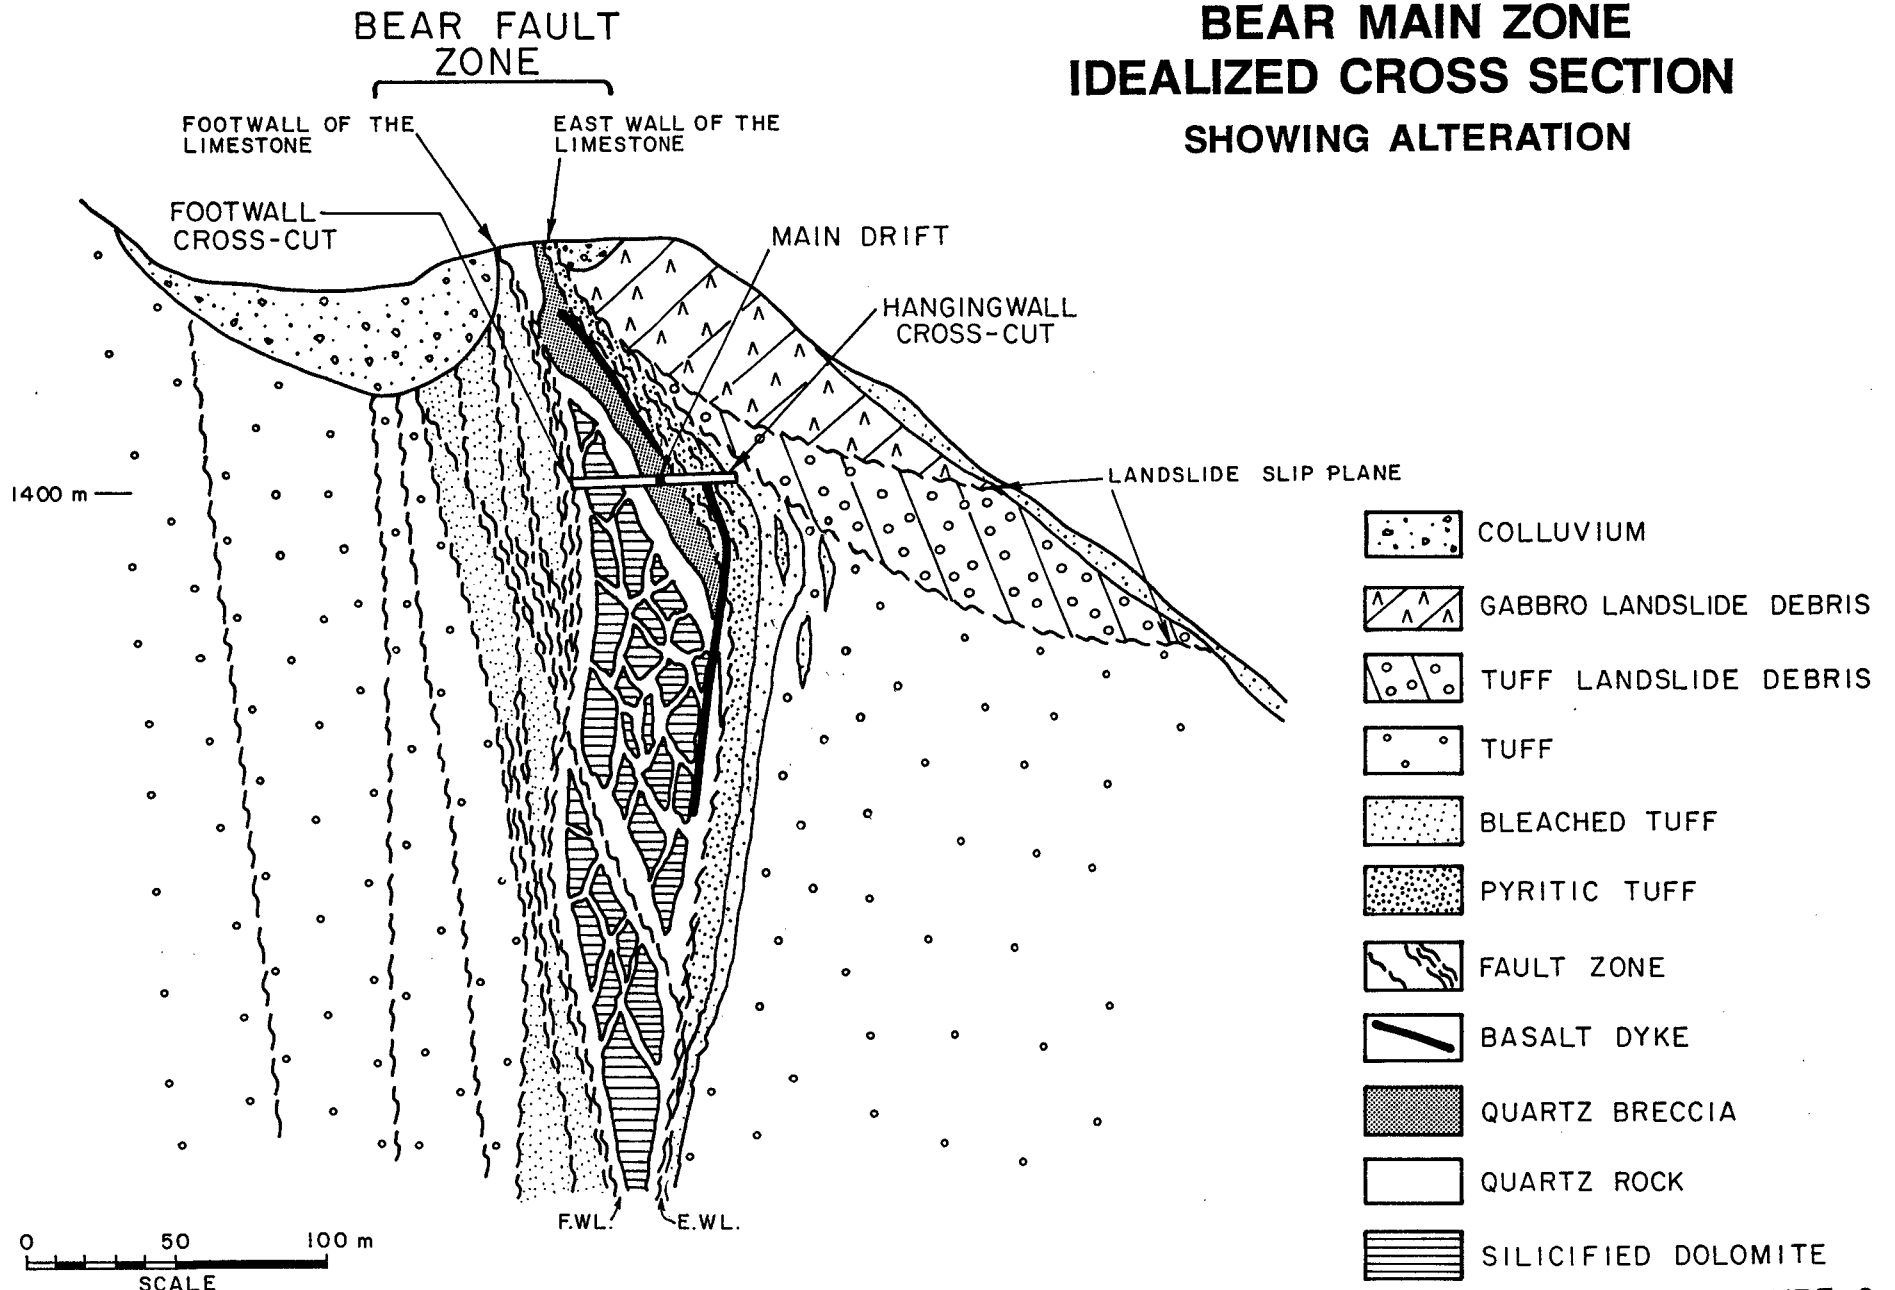 BEAR FAULT
ZONE
BEAR MAIN ZONE
IDEALIZED CROSS SECTION
SHOWING ALTERATION
FOOTWALL OF THE
LIMESTONE
EAST WALL OF THE
LIMESTONE
FOOTWALL
CROSS-CUT
MAIN DRIFT
HANGINGWALL
CROSS-CUT
LANDSLIDE SLIP PLANE
1400 m
COLLUVIUM
GABBRO LANDSLIDE DEBRIS
TUFF LANDSLIDE DEBRIS
TUFF
BLEACHED TUFF
PYRITIC TUFF
FAULT ZONE
BASALT DYKE
QUARTZ BRECCIA
QUARTZ ROCK
SILICIFIED DOLOMITE
F.WL.
E.WL.
0 50 100 m
SCALE